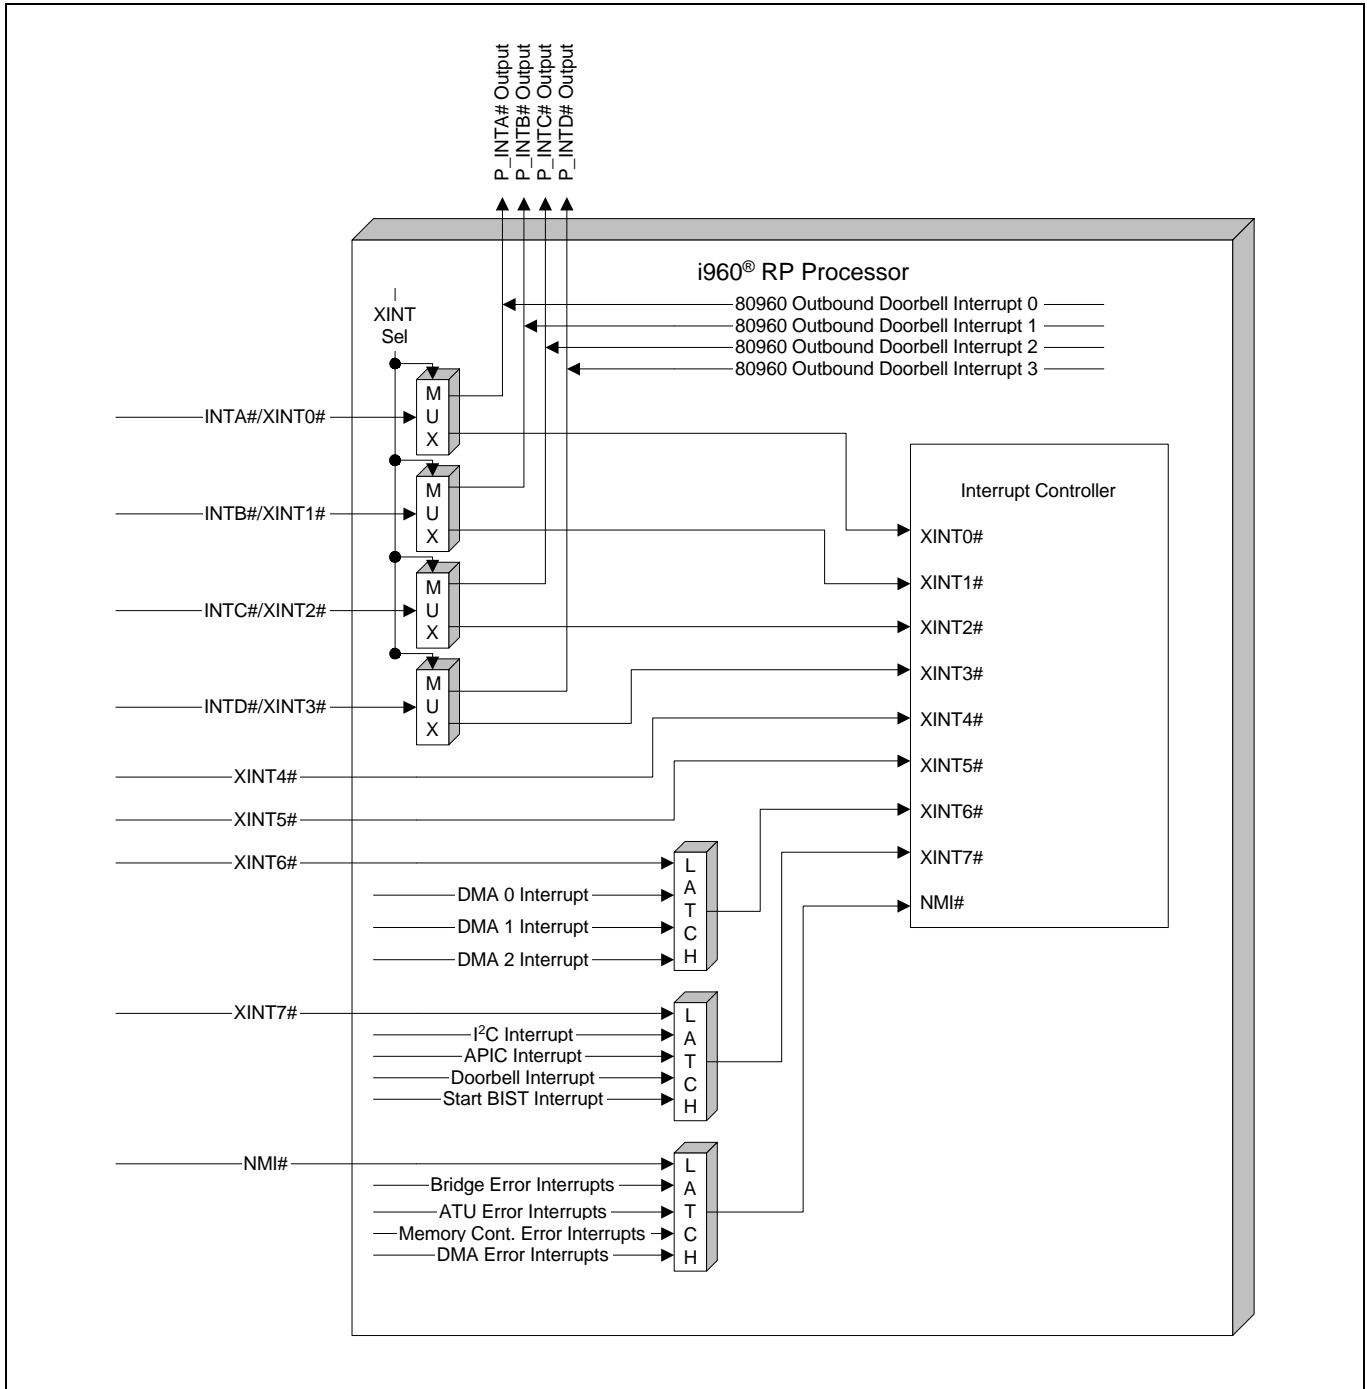 P_INTA# Output
P_INTB# Output
P_INTC# Output
P_INTD# Output
i960® RP Processor
80960 Outbound Doorbell Interrupt 0
80960 Outbound Doorbell Interrupt 1
80960 Outbound Doorbell Interrupt 2
80960 Outbound Doorbell Interrupt 3
XINT
Sel
INTA#/XINT0#
MUX
INTB#/XINT1#
MUX
INTC#/XINT2#
MUX
INTD#/XINT3#
MUX
Interrupt Controller
XINT0#
XINT1#
XINT2#
XINT3#
XINT4#
XINT5#
XINT6#
XINT7#
NMI#
XINT4#
XINT5#
XINT6#
DMA 0 Interrupt
DMA 1 Interrupt
DMA 2 Interrupt
LATCH
XINT7#
I²C Interrupt
APIC Interrupt
Doorbell Interrupt
Start BIST Interrupt
LATCH
NMI#
Bridge Error Interrupts
ATU Error Interrupts
Memory Cont. Error Interrupts
DMA Error Interrupts
LATCH